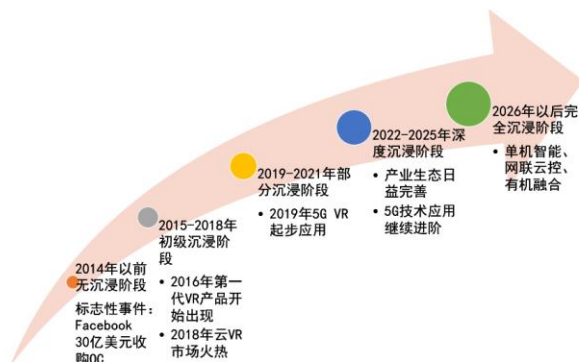 2014年以前
无沉浸阶段
标志性事件：
Facebook
30亿美元收
购OC
2015-2018年
初级沉浸阶
段
• 2016年第一
代VR产品开
始出现
• 2018年云VR
市场火热
2019-2021年部
分沉浸阶段
• 2019年5G VR
起步应用
2022-2025年深
度沉浸阶段
• 产业生态日
益完善
• 5G技术应用
继续进阶
2026年以后完
全沉浸阶段
• 单机智能、
网联云控、
有机融合